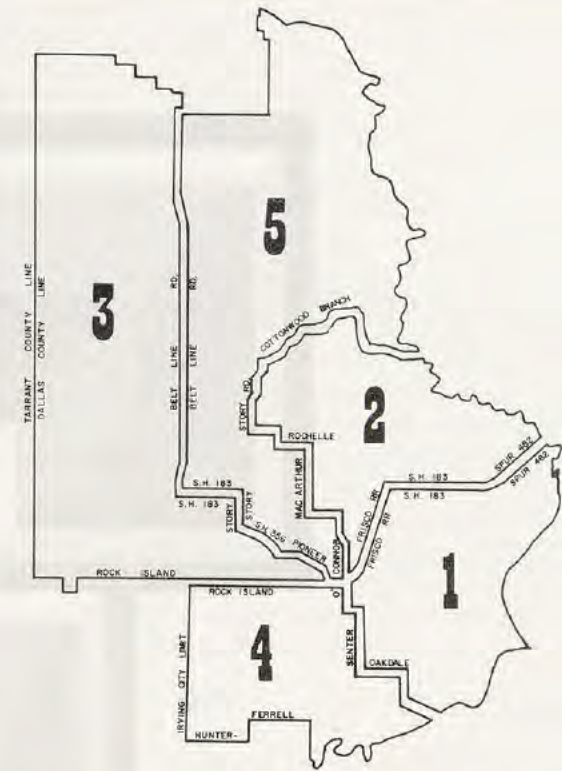 5
3
TARRANT COUNTY LINE
DALLAS COUNTY LINE
BELT LINE RD.
BELT LINE RD.
COTTONWOOD BRANCH
STORY RD.
2
ROCHELLE
MAC ARTHUR
SPUR 482
SPUR 482
S.H. 183
S.H. 183
S.H. 183
S.H. 183
STORY
STORY
S.H. 356 PIONEER
O'CONNOR
FRISCO RR
FRISCO RR
ROCK ISLAND
ROCK ISLAND
1
4
SENTER
OAKDALE
IRVING CITY LIMIT
HUNTER-
FERRELL